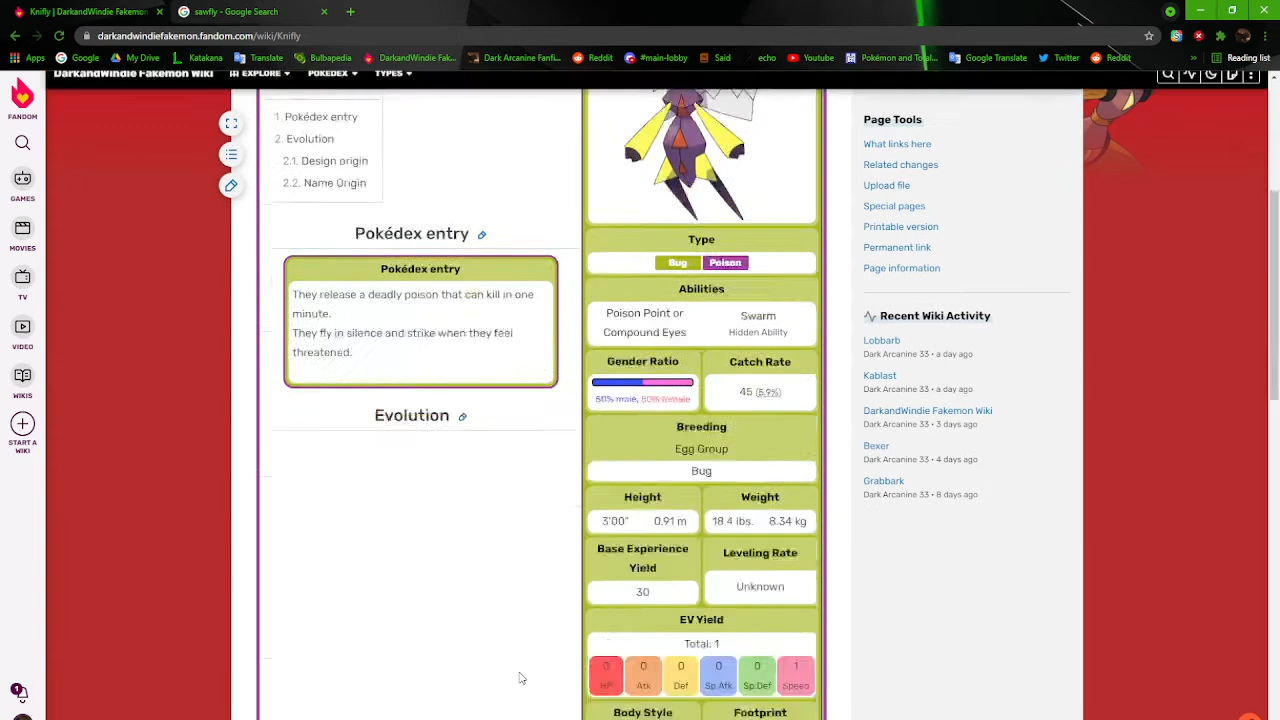 Knifly | DarkandWindie Fakemon
sawfly - Google Search
darkandwindiefakemon.fandom.com/wiki/Knifly
Apps
Google
My Drive
Katakana
Translate
Bulbapedia
DarkandWindie Fak...
Dark Arcanine Fanfi...
Reddit
#main-lobby
Said
echo
YouTube
Pokémon and Total...
Google Translate
Twitter
Reddit
Reading list
DarkandWindie Fakemon Wiki
EXPLORE
POKEDEX
TYPES
FANDOM
GAMES
MOVIES
TV
VIDEO
WIKIS
START A
WIKI
1
1. Pokédex entry
2. Evolution
2.1. Design origin
2.2. Name Origin
Pokédex entry
Pokédex entry
They release a deadly poison that can kill in one
minute.
They fly in silence and strike when they feel
threatened.
Evolution
Type
Bug Poison
Abilities
Poison Point or
Compound Eyes
Swarm
Hidden Ability
Gender Ratio
50% male, 50% female
Catch Rate
45 (5.9%)
Breeding
Egg Group
Bug
Height
3'00" 0.91 m
Weight
18.4 lbs. 8.34 kg
Base Experience
Yield
30
Leveling Rate
Unknown
EV Yield
Total: 1
0 0 0 0 0 1
HP Atk Def Sp.Atk Sp.Def Speed
Body Style
Footprint
Page Tools
What links here
Related changes
Upload file
Special pages
Printable version
Permanent link
Page information
Recent Wiki Activity
Lobbarb
Dark Arcanine 33 • a day ago
Kablast
Dark Arcanine 33 • a day ago
DarkandWindie Fakemon Wiki
Dark Arcanine 33 • 3 days ago
Bexer
Dark Arcanine 33 • 4 days ago
Grabbark
Dark Arcanine 33 • 8 days ago